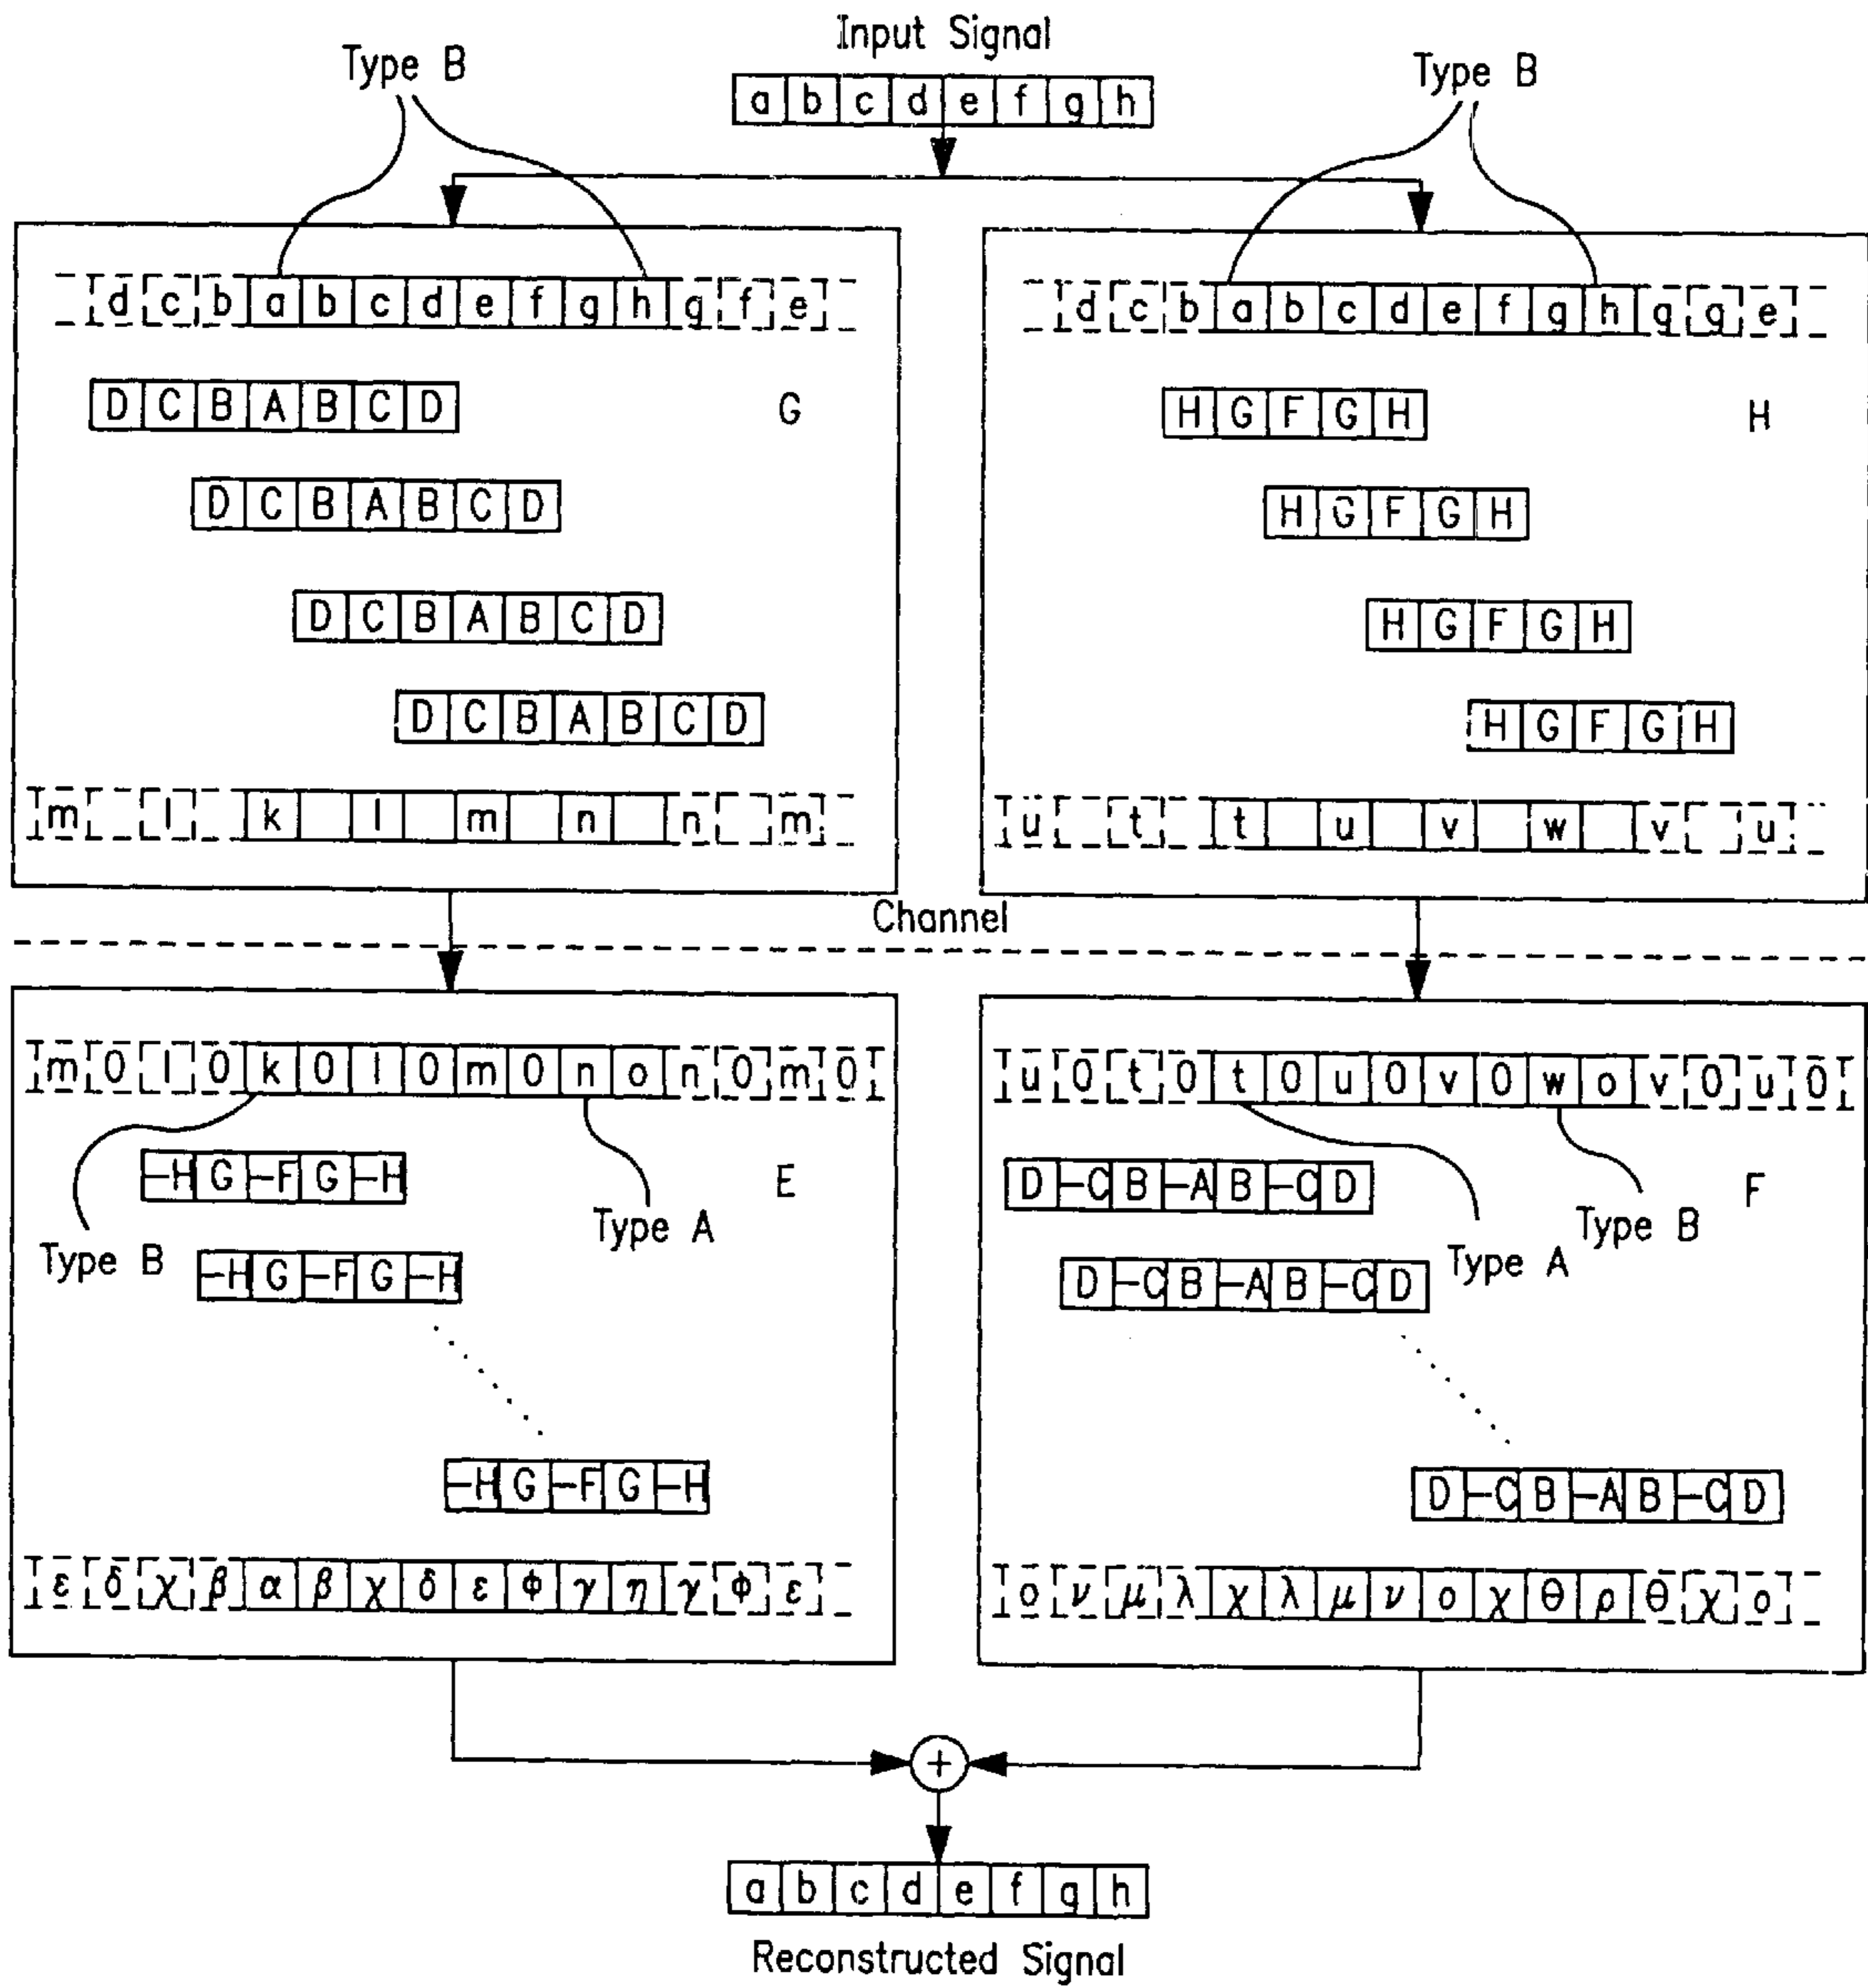 Input Signal
Type B
Type B
a b c d e f g h
d c b a b c d e f g h g f e
d c b a b c d e f g h g g e
D C B A B C D
G
H G F G H
H
D C B A B C D
H G F G H
D C B A B C D
H G F G H
D C B A B C D
H G F G H
m l k l m n n m
u t t u v w v u
Channel
m 0 l 0 k 0 l 0 m 0 n o n 0 m 0
u 0 t 0 t 0 u 0 v 0 w o v 0 u 0
-H G -F G -H
E
D -C B -A B -C D
F
Type B
Type A
Type A
Type B
-H G -F G -H
D -C B -A B -C D
-H G -F G -H
D -C B -A B -C D
ε δ χ β α β χ δ ε φ γ η γ φ ε
ο ν μ λ χ λ μ ν ο χ θ ρ θ χ ο
+
a b c d e f g h
Reconstructed Signal